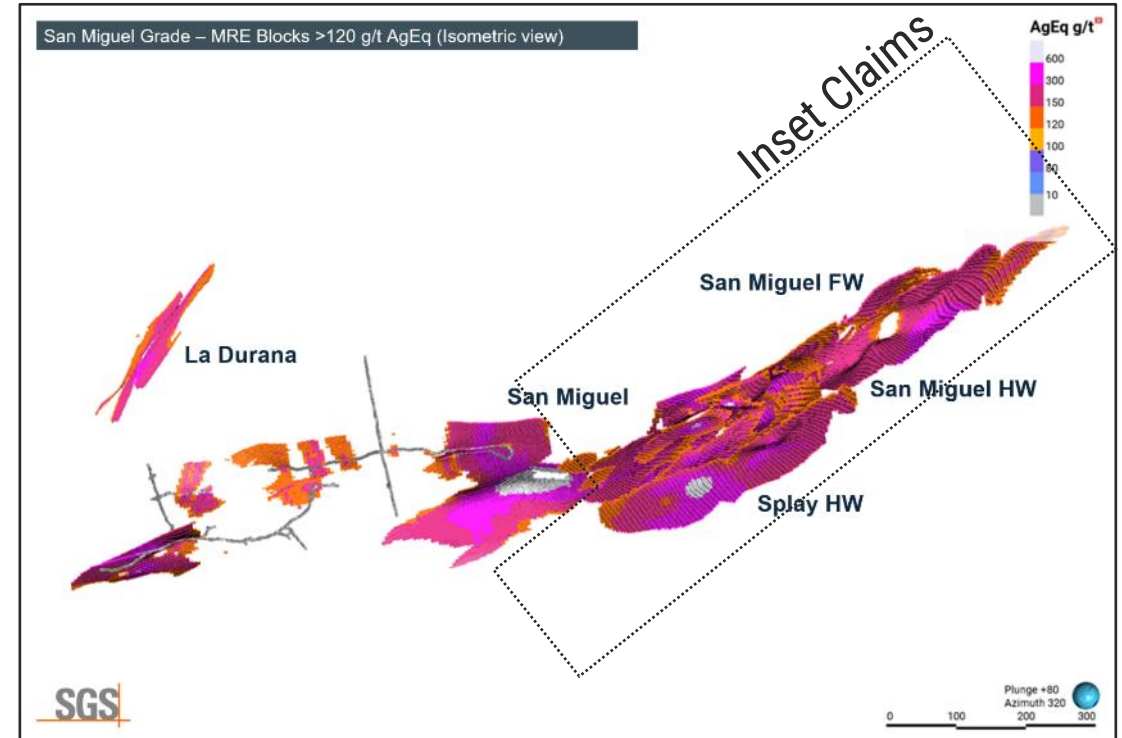 San Miguel Grade – MRE Blocks >120 g/t AgEq (Isometric view)
AgEq g/t
600
300
150
120
100
80
10
Inset Claims
San Miguel FW
La Durana
San Miguel
San Miguel HW
Splay HW
SGS
Plunge +80
Azimuth 320
0 100 200 300